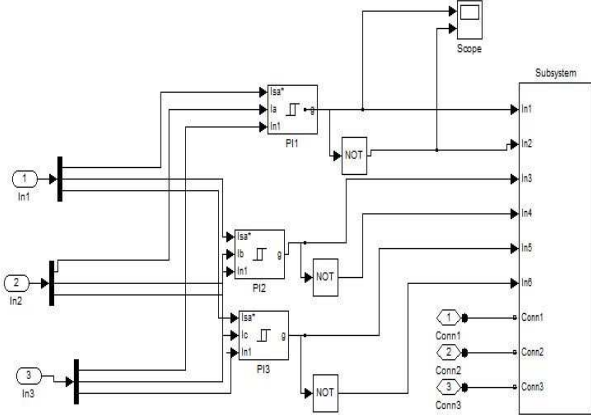 Scope
Subsystem
Isa*
Ia
In1
g
PI1
NOT
In1
In2
In3
In4
In5
In6
Conn1
Conn2
Conn3
1
In1
Isa*
Ib
In1
g
PI2
NOT
2
In2
Isa*
Ic
In1
g
PI3
NOT
3
In3
1
Conn1
2
Conn2
3
Conn3